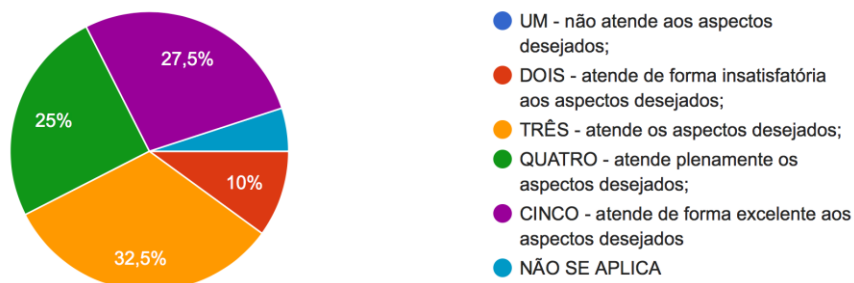 27,5%
25%
10%
32,5%
UM - não atende aos aspectos
desejados;
DOIS - atende de forma insatisfatória
aos aspectos desejados;
TRÊS - atende os aspectos desejados;
QUATRO - atende plenamente os
aspectos desejados;
CINCO - atende de forma excelente aos
aspectos desejados
NÃO SE APLICA